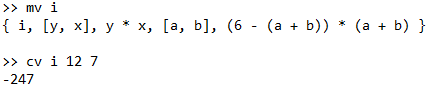 >> mv i
{ i, [y, x], y * x, [a, b], (6 - (a + b)) * (a + b) }
>> cv i 12 7
-247